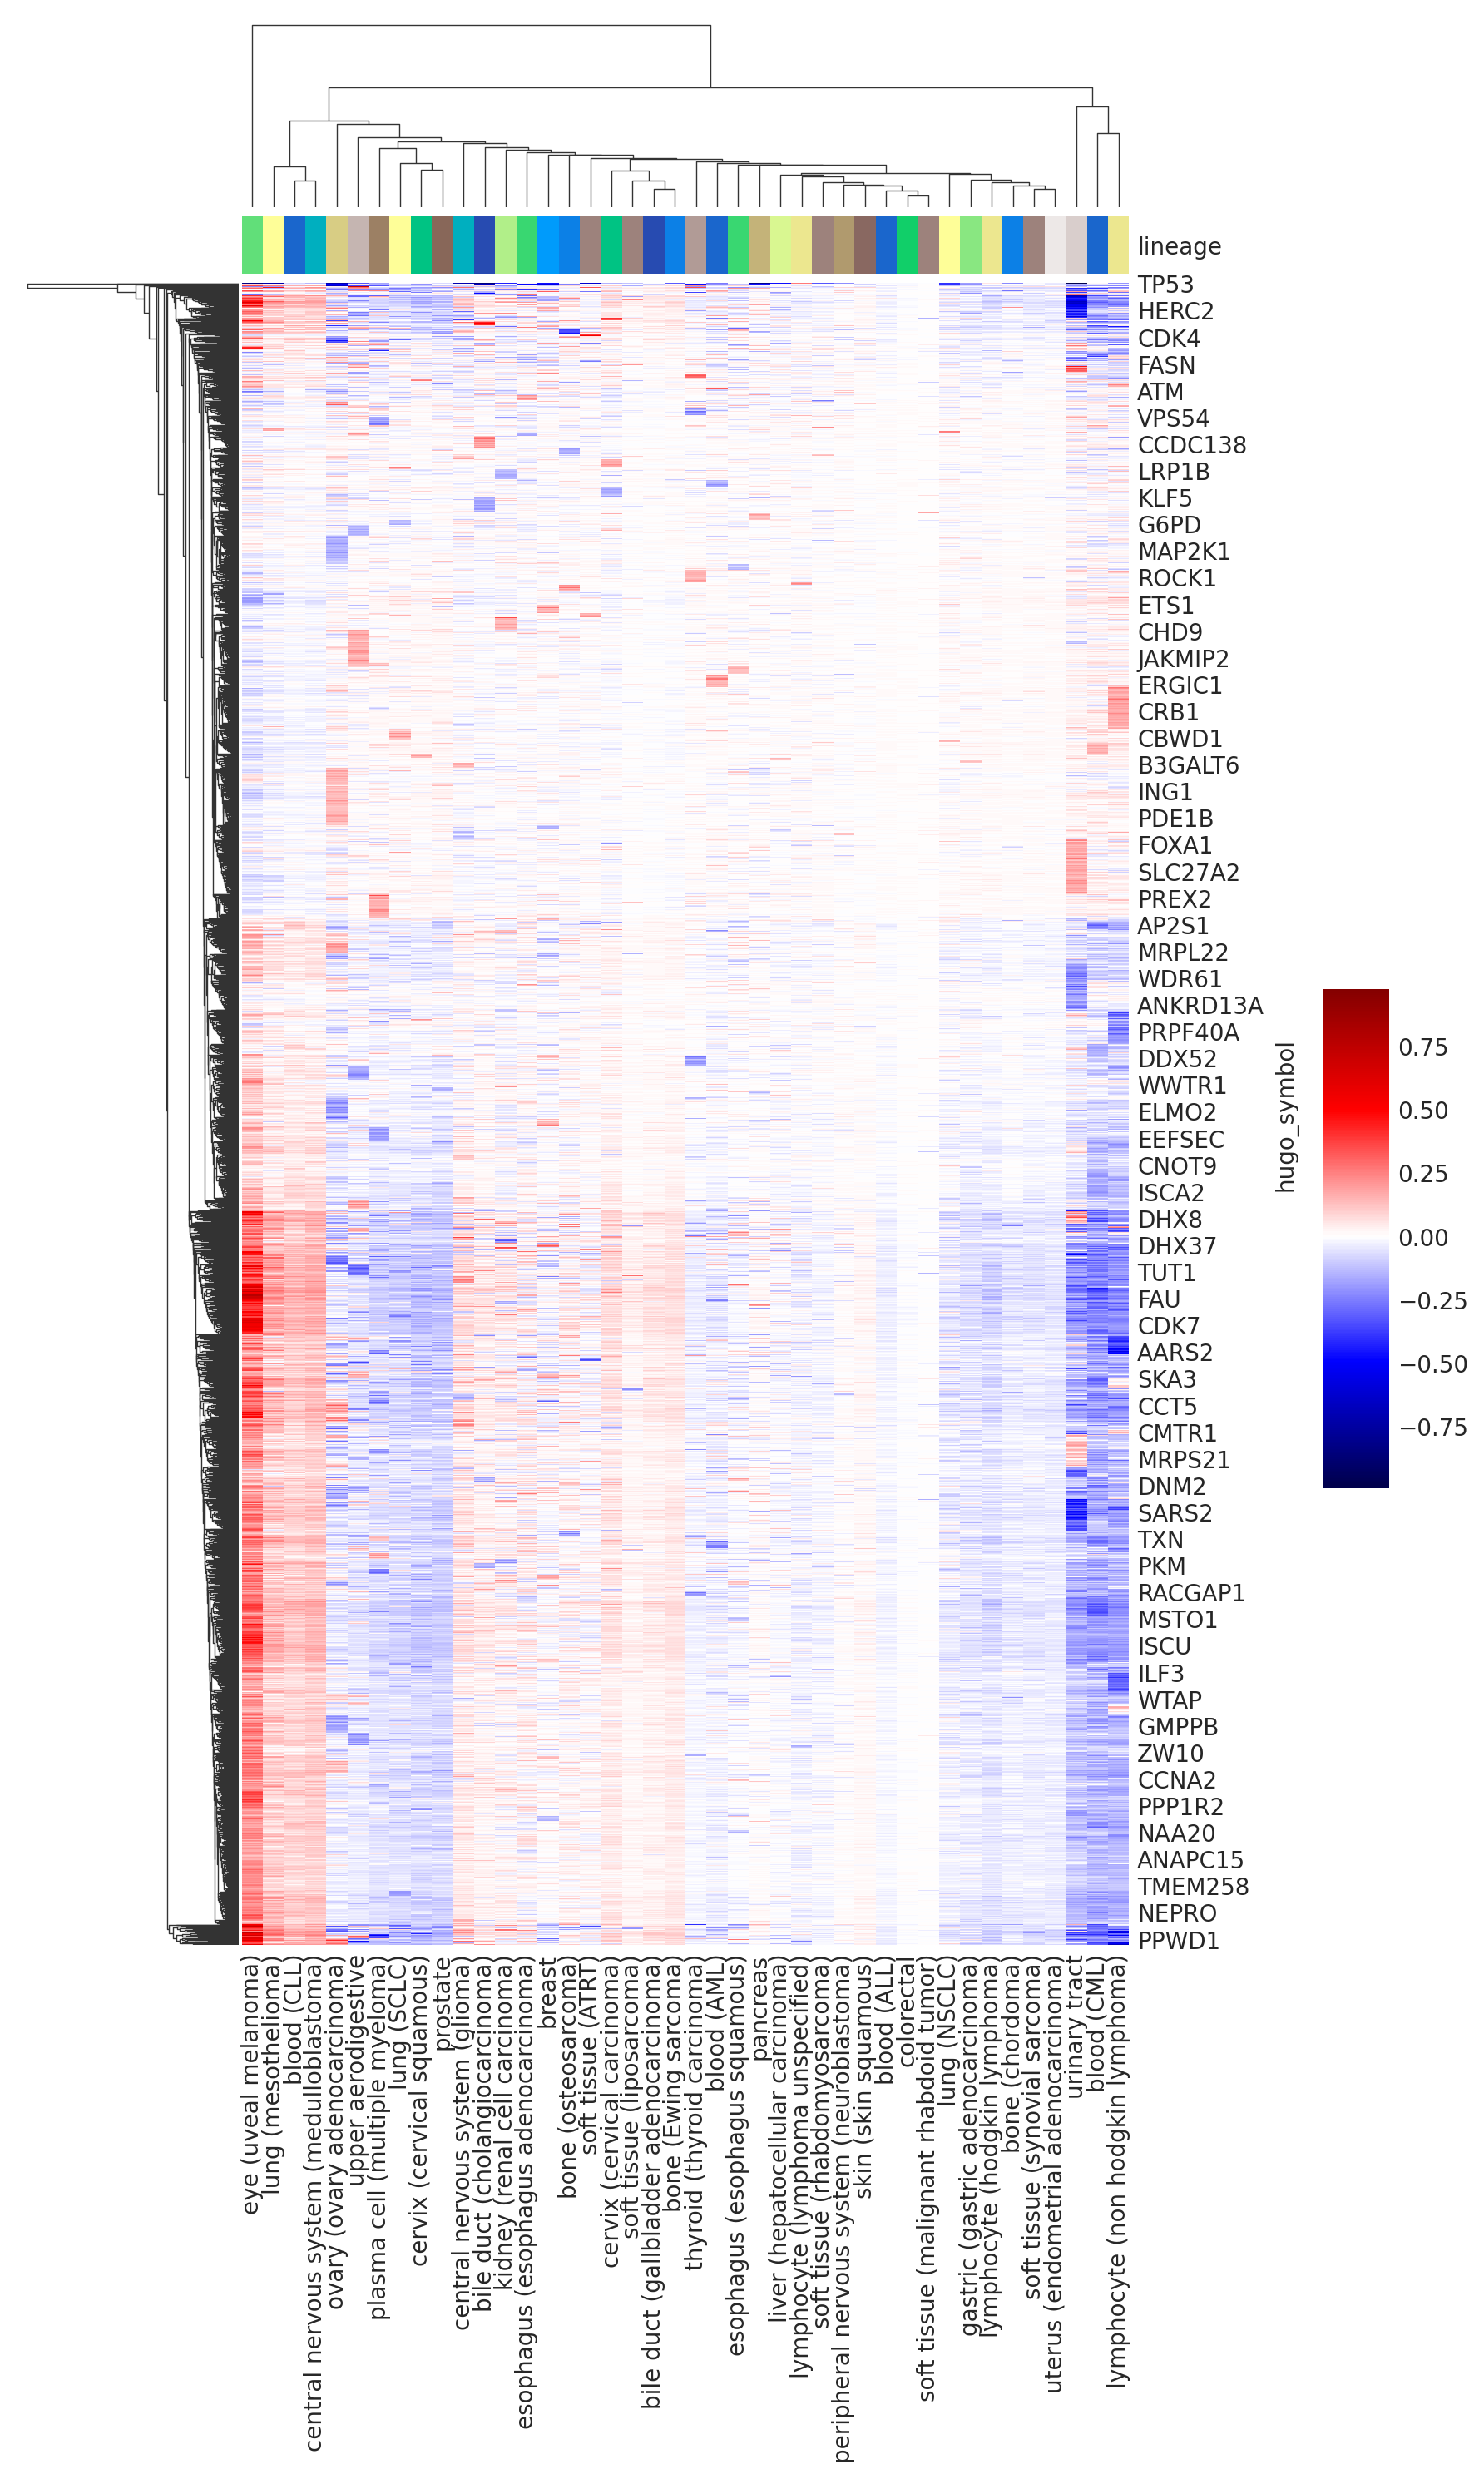 lineage
TP53
HERC2
CDK4
FASN
ATM
VPS54
CCDC138
LRP1B
KLF5
G6PD
MAP2K1
ROCK1
ETS1
CHD9
JAKMIP2
ERGIC1
CRB1
CBWD1
B3GALT6
ING1
PDE1B
FOXA1
SLC27A2
PREX2
AP2S1
MRPL22
WDR61
ANKRD13A
PRPF40A
DDX52
WWTR1
ELMO2
EEFSEC
CNOT9
ISCA2
DHX8
DHX37
TUT1
FAU
CDK7
AARS2
SKA3
CCT5
CMTR1
MRPS21
DNM2
SARS2
TXN
PKM
RACGAP1
MSTO1
ISCU
ILF3
WTAP
GMPPB
ZW10
CCNA2
PPP1R2
NAA20
ANAPC15
TMEM258
NEPRO
PPWD1
hugo_symbol
0.75
0.50
0.25
0.00
−0.25
−0.50
−0.75
eye (uveal melanoma)
lung (mesothelioma)
blood (CLL)
central nervous system (medulloblastoma)
ovary (ovary adenocarcinoma)
upper aerodigestive
plasma cell (multiple myeloma)
lung (SCLC)
cervix (cervical squamous)
prostate
central nervous system (glioma)
bile duct (cholangiocarcinoma)
kidney (renal cell carcinoma)
esophagus (esophagus adenocarcinoma)
breast
bone (osteosarcoma)
soft tissue (ATRT)
cervix (cervical carcinoma)
soft tissue (liposarcoma)
bile duct (gallbladder adenocarcinoma)
bone (Ewing sarcoma)
thyroid (thyroid carcinoma)
blood (AML)
esophagus (esophagus squamous)
pancreas
liver (hepatocellular carcinoma)
lymphocyte (lymphoma unspecified)
soft tissue (rhabdomyosarcoma)
peripheral nervous system (neuroblastoma)
skin (skin squamous)
blood (ALL)
colorectal
soft tissue (malignant rhabdoid tumor)
lung (NSCLC)
gastric (gastric adenocarcinoma)
lymphocyte (hodgkin lymphoma)
bone (chordoma)
soft tissue (synovial sarcoma)
uterus (endometrial adenocarcinoma)
urinary tract
blood (CML)
lymphocyte (non hodgkin lymphoma)